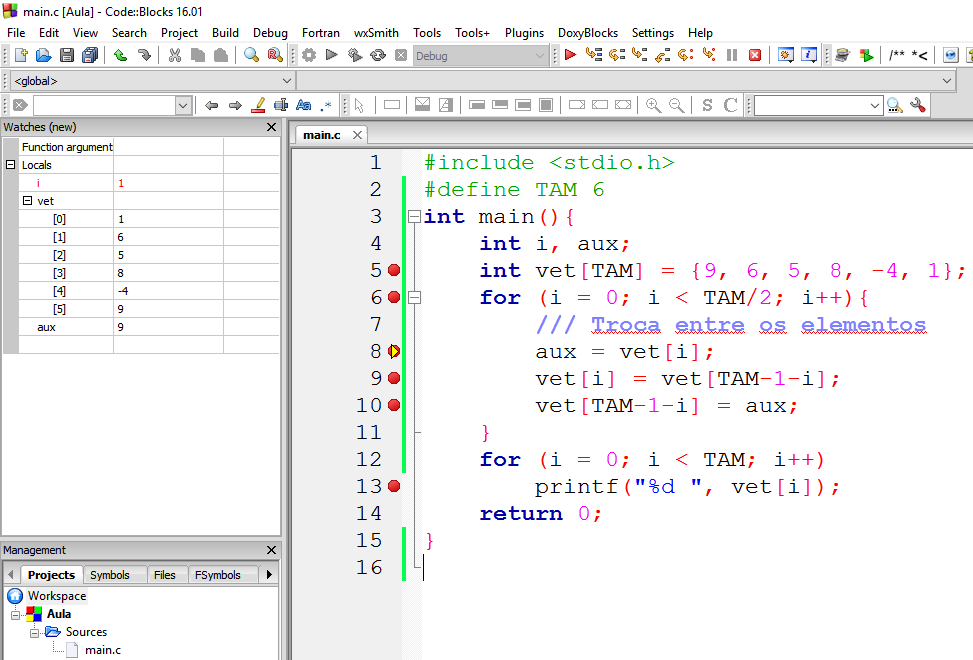 main.c [Aula] - Code::Blocks 16.01
File Edit View Search Project Build Debug Fortran wxSmith Tools Tools+ Plugins DoxyBlocks Settings Help
Debug /** *<
<global>
Aa .* S C
Watches (new)
Function argument
Locals
i 1
vet
[0] 1
[1] 6
[2] 5
[3] 8
[4] -4
[5] 9
aux 9
main.c
1 #include <stdio.h>
2 #define TAM 6
3 int main(){
4 int i, aux;
5 int vet[TAM] = {9, 6, 5, 8, -4, 1};
6 for (i = 0; i < TAM/2; i++){
7 /// Troca entre os elementos
8 aux = vet[i];
9 vet[i] = vet[TAM-1-i];
10 vet[TAM-1-i] = aux;
11 }
12 for (i = 0; i < TAM; i++)
13 printf("%d ", vet[i]);
14 return 0;
15 }
16
Management
Projects Symbols Files FSymbols
Workspace
Aula
Sources
main.c